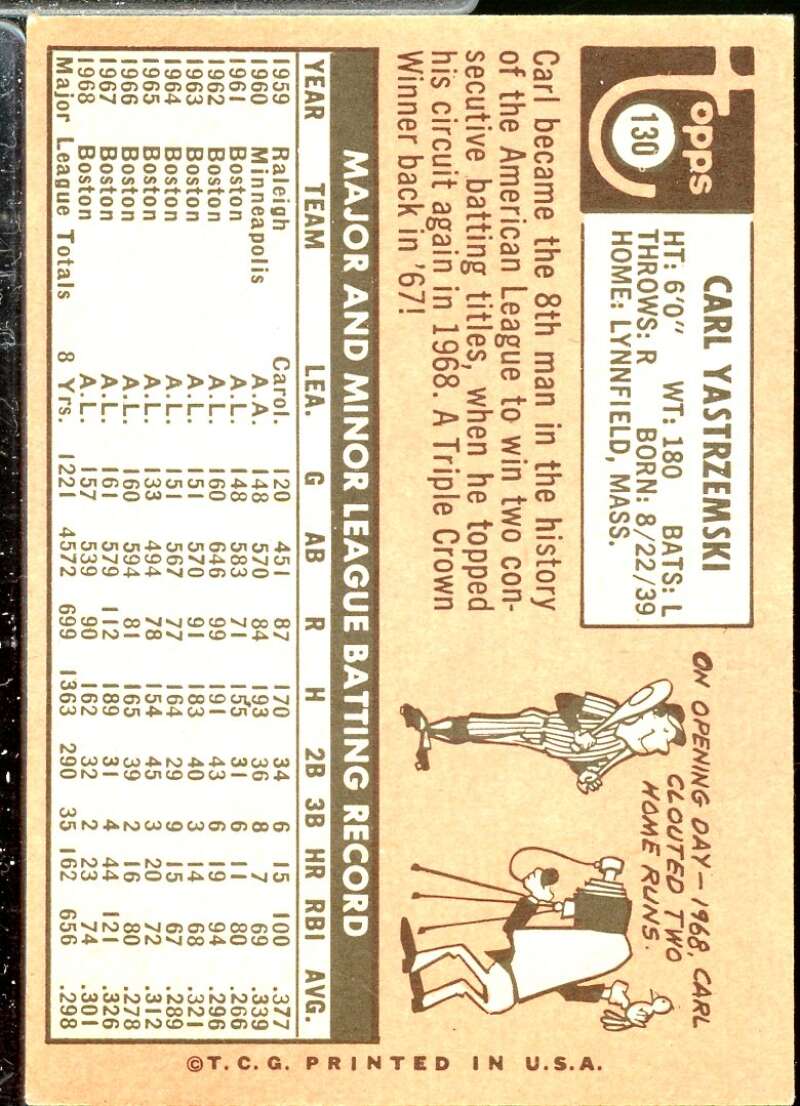 Topps
130
CARL YASTRZEMSKI
HT: 6'0" WT: 180 BATS: L
THROWS: R BORN: 8/22/39
HOME: LYNNFIELD, MASS.
ON OPENING DAY — 1968, CARL
CLOUTED TWO
HOME RUNS.
Carl became the 8th man in the history
of the American League to win two con-
secutive batting titles, when he topped
his circuit again in 1968. A Triple Crown
Winner back in '67!
MAJOR AND MINOR LEAGUE BATTING RECORD
YEAR TEAM LEA. G AB R H 2B 3B HR RBI AVG.
1959 Raleigh Carol. 120 451 87 170 34 6 15 100 .377
1960 Minneapolis A.A. 148 570 84 193 36 8 7 69 .339
1961 Boston A.L. 148 583 71 155 31 6 11 80 .266
1962 Boston A.L. 160 646 99 191 43 6 19 94 .296
1963 Boston A.L. 151 570 91 183 40 3 14 68 .321
1964 Boston A.L. 151 567 77 164 29 9 15 67 .289
1965 Boston A.L. 133 494 78 154 45 3 20 72 .312
1966 Boston A.L. 160 594 81 165 39 2 16 80 .278
1967 Boston A.L. 161 579 112 189 31 4 44 121 .326
1968 Boston A.L. 157 539 90 162 32 2 23 74 .301
Major League Totals 8 Yrs. 1221 4572 699 1363 290 35 162 656 .298
©T.C.G. PRINTED IN U.S.A.